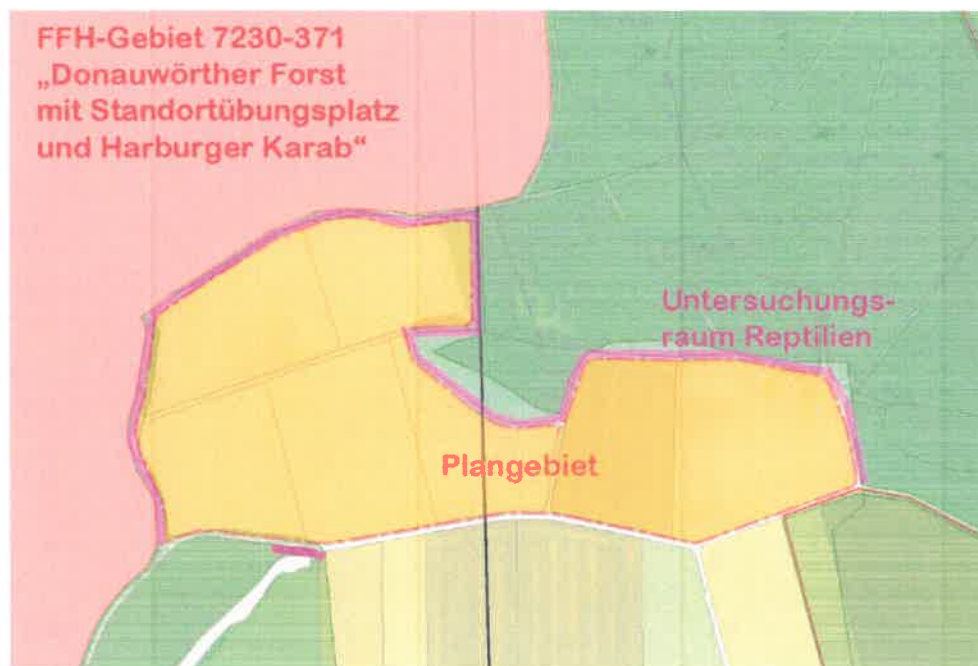 FFH-Gebiet 7230-371
„Donauwörther Forst
mit Standortübungsplatz
und Harburger Karab“
Untersuchungs-
raum Reptilien
Plangebiet